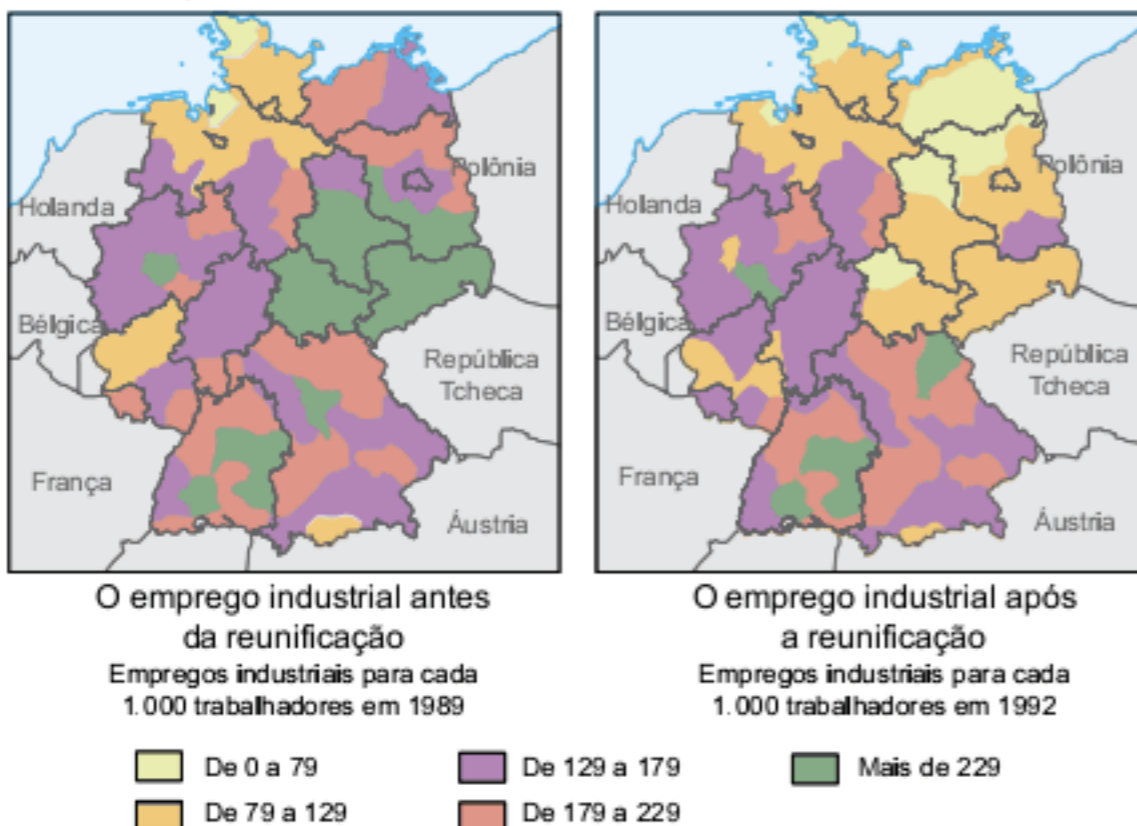 Holanda
Polônia
Bélgica
República
Tcheca
França
Áustria
Holanda
Polônia
Bélgica
República
Tcheca
França
Áustria
O emprego industrial antes
da reunificação
Empregos industriais para cada
1.000 trabalhadores em 1989
O emprego industrial após
a reunificação
Empregos industriais para cada
1.000 trabalhadores em 1992
De 0 a 79
De 129 a 179
Mais de 229
De 79 a 129
De 179 a 229